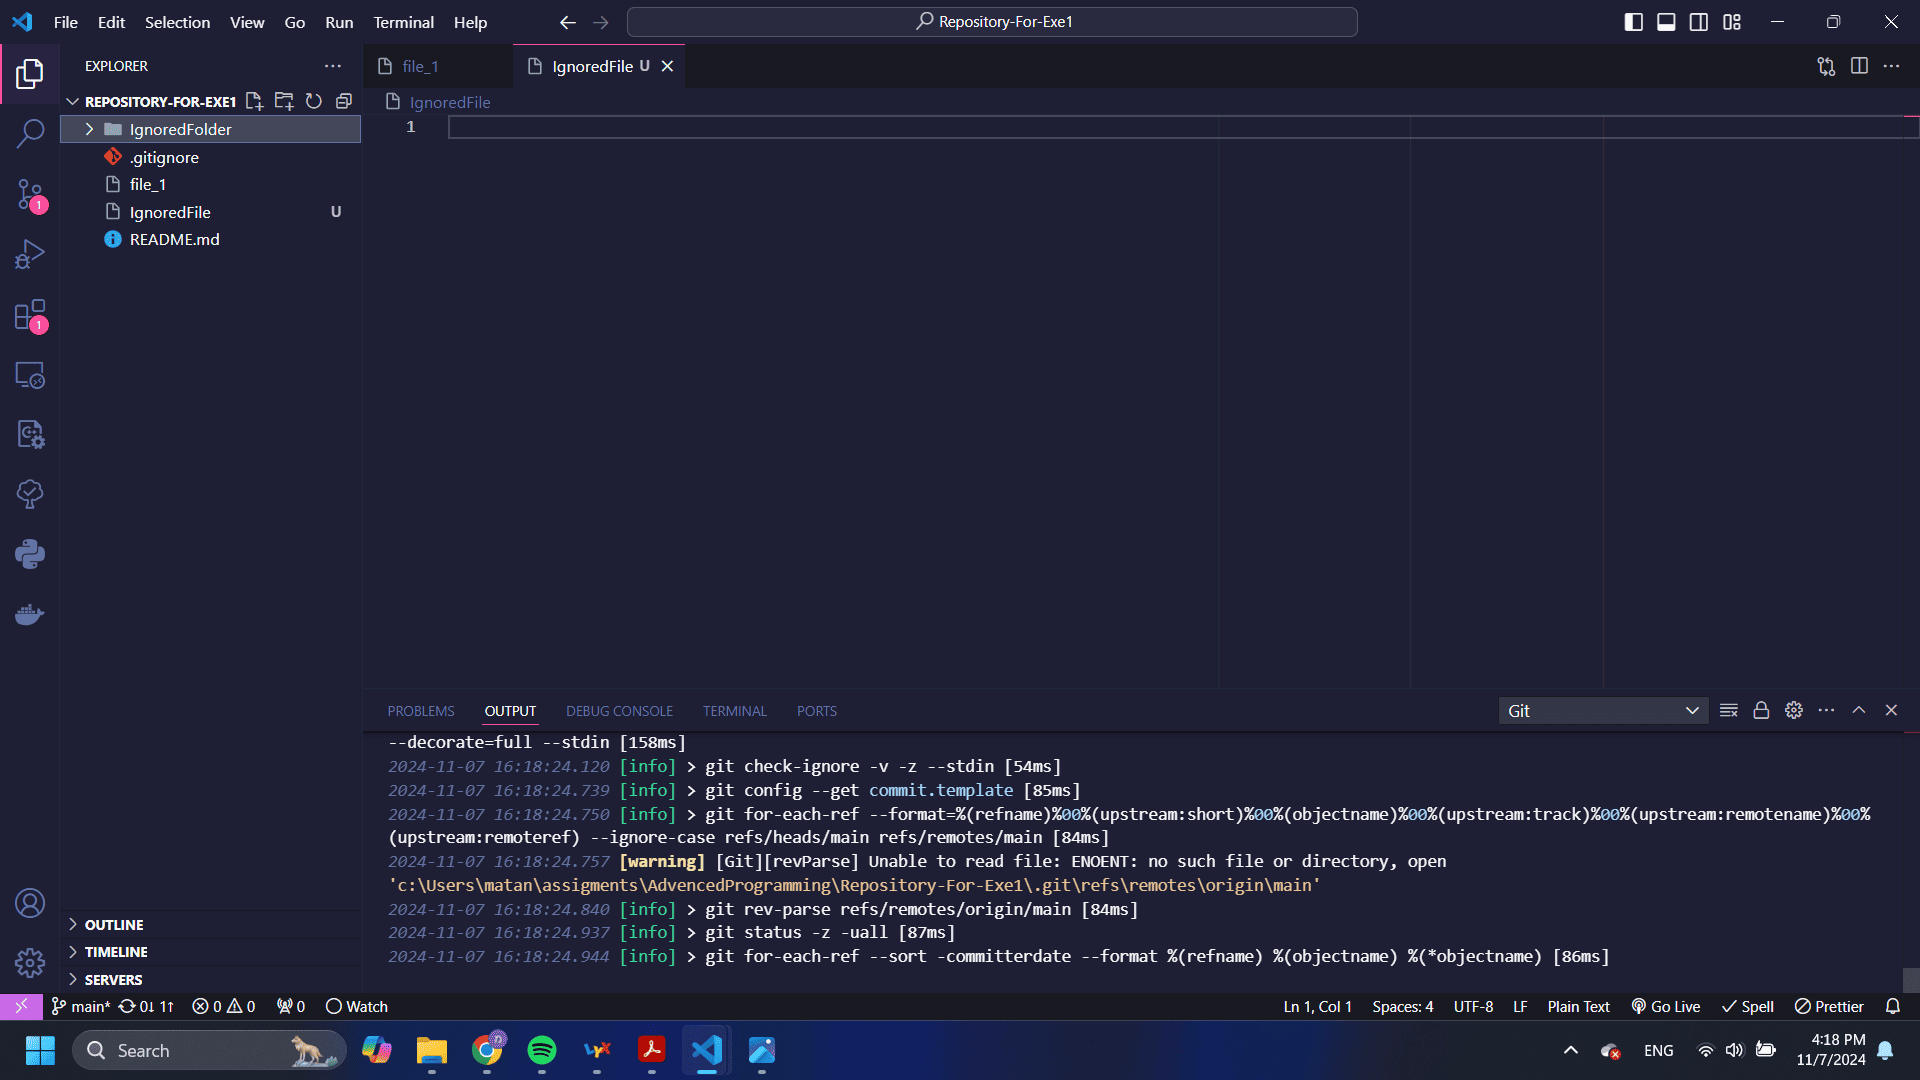 File Edit Selection View Go Run Terminal Help
Repository-For-Exe1
EXPLORER
REPOSITORY-FOR-EXE1
IgnoredFolder
.gitignore
file_1
IgnoredFile U
README.md
1
1
file_1
IgnoredFile U
IgnoredFile
1
PROBLEMS OUTPUT DEBUG CONSOLE TERMINAL PORTS
Git
--decorate=full --stdin [158ms]
2024-11-07 16:18:24.120 [info] > git check-ignore -v -z --stdin [54ms]
2024-11-07 16:18:24.739 [info] > git config --get commit.template [85ms]
2024-11-07 16:18:24.750 [info] > git for-each-ref --format=%(refname)%00%(upstream:short)%00%(objectname)%00%(upstream:track)%00%(upstream:remotename)%00%
(upstream:remoteref) --ignore-case refs/heads/main refs/remotes/main [84ms]
2024-11-07 16:18:24.757 [warning] [Git][revParse] Unable to read file: ENOENT: no such file or directory, open
'c:\Users\matan\assigments\AdvencedProgramming\Repository-For-Exe1\.git\refs\remotes\origin\main'
2024-11-07 16:18:24.840 [info] > git rev-parse refs/remotes/origin/main [84ms]
2024-11-07 16:18:24.937 [info] > git status -z -uall [87ms]
2024-11-07 16:18:24.944 [info] > git for-each-ref --sort -committerdate --format %(refname) %(objectname) %(*objectname) [86ms]
OUTLINE
TIMELINE
SERVERS
main* 0↓ 1↑ 0 0 0 Watch
Ln 1, Col 1 Spaces: 4 UTF-8 LF Plain Text Go Live Spell Prettier
Search
ENG
4:18 PM
11/7/2024